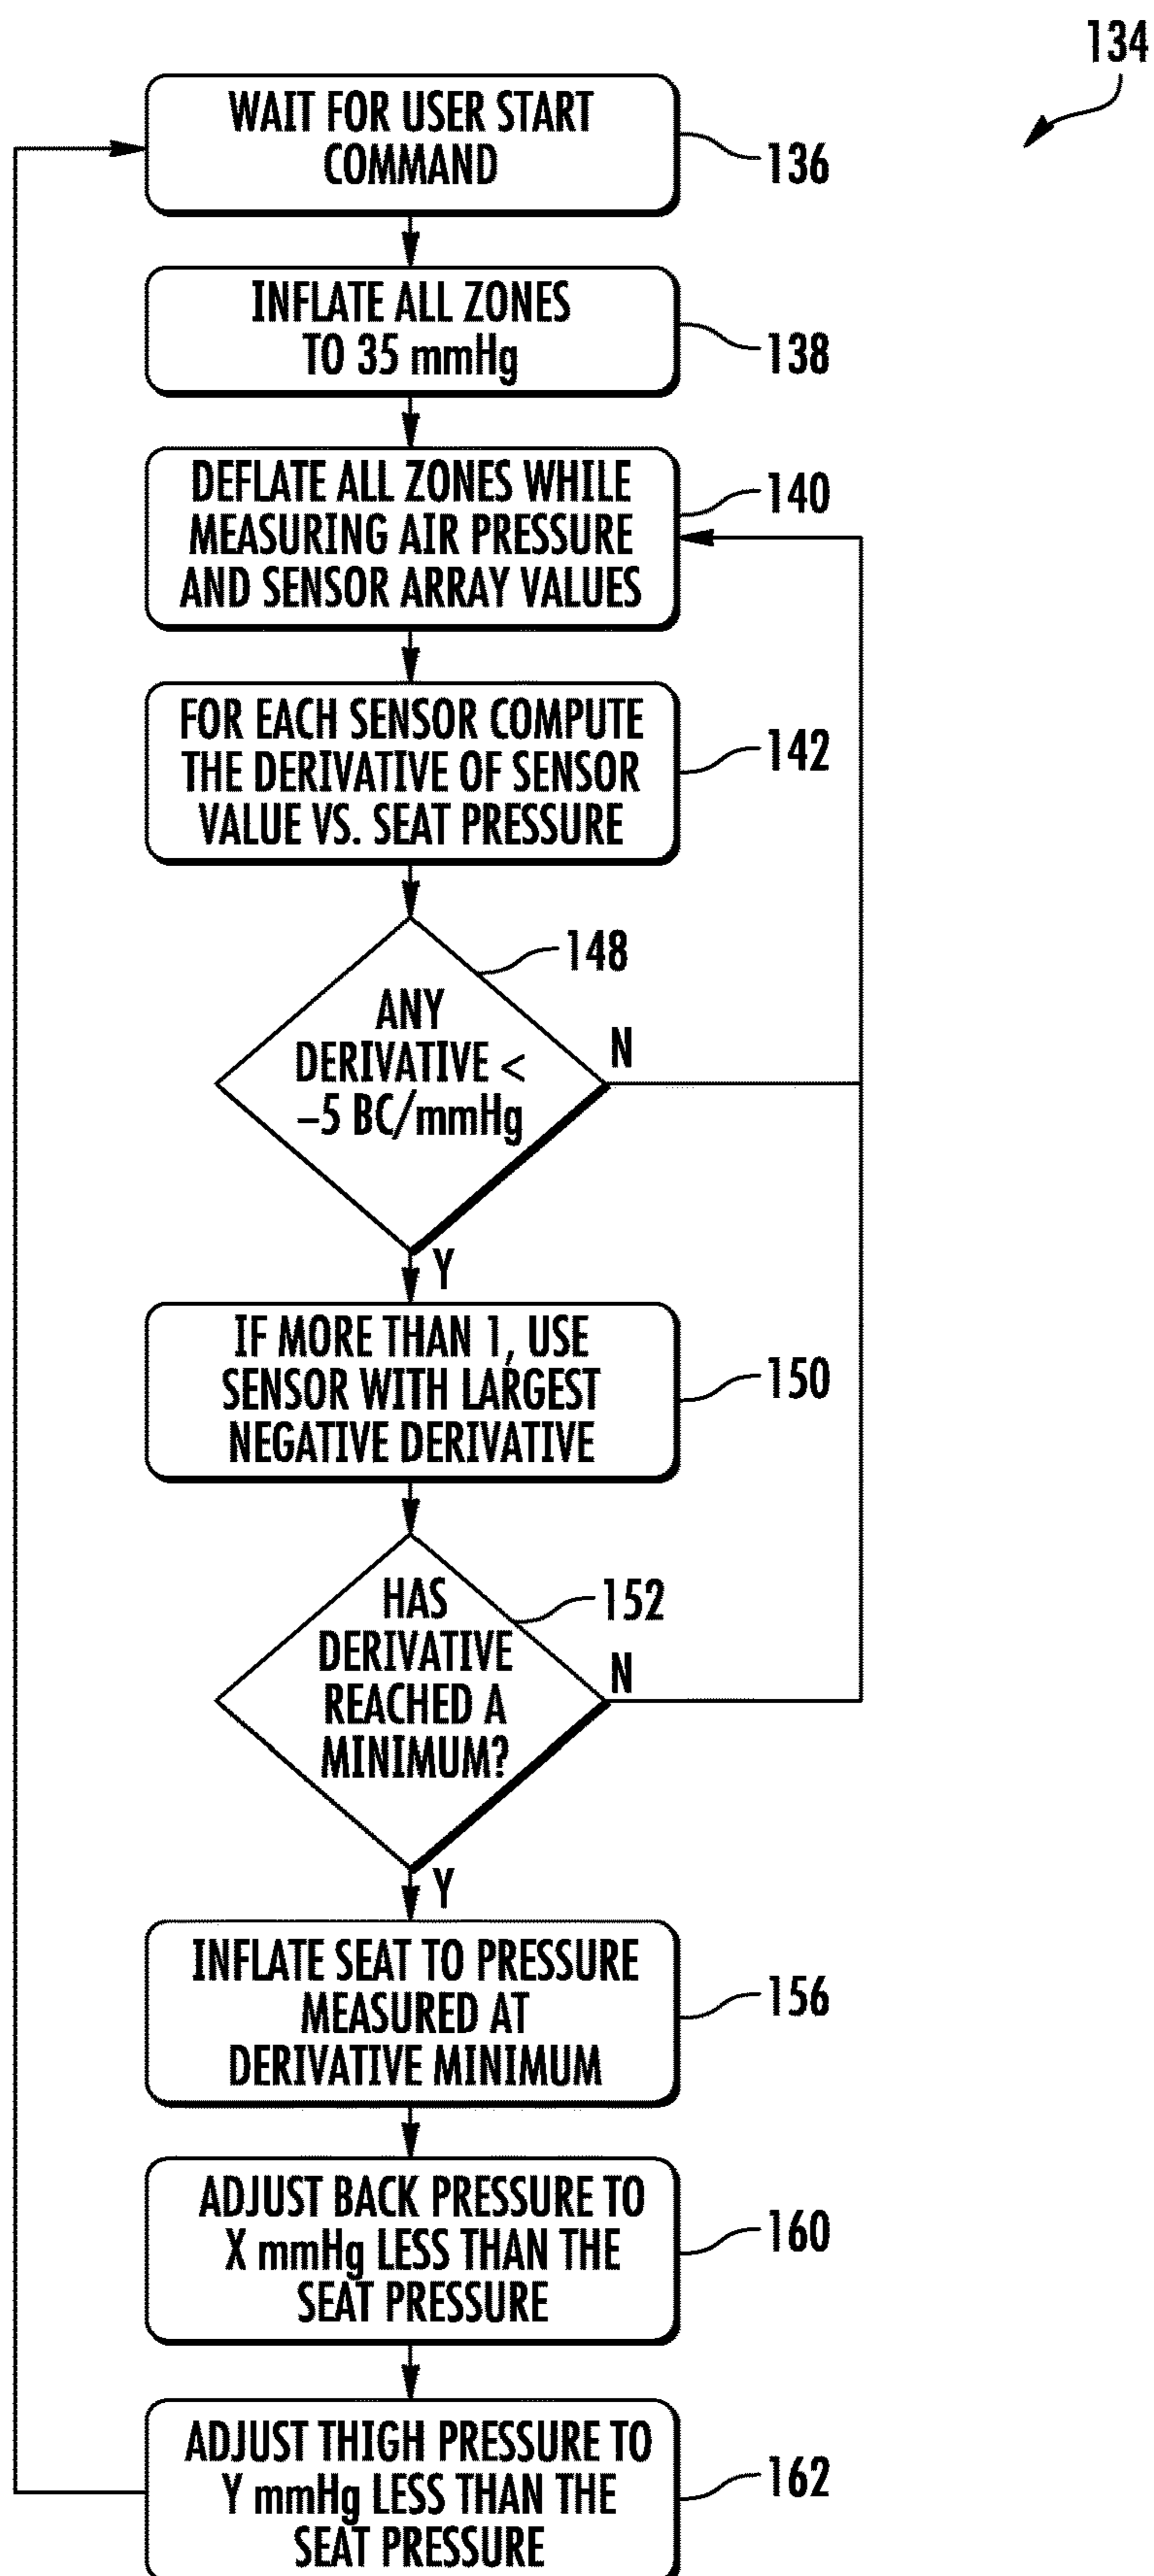 134
WAIT FOR USER START
COMMAND
136
INFLATE ALL ZONES
TO 35 mmHg
138
DEFLATE ALL ZONES WHILE
MEASURING AIR PRESSURE
AND SENSOR ARRAY VALUES
140
FOR EACH SENSOR COMPUTE
THE DERIVATIVE OF SENSOR
VALUE VS. SEAT PRESSURE
142
148
ANY
DERIVATIVE <
–5 BC/mmHg
N
Y
IF MORE THAN 1, USE
SENSOR WITH LARGEST
NEGATIVE DERIVATIVE
150
152
HAS
DERIVATIVE
REACHED A
MINIMUM?
N
Y
INFLATE SEAT TO PRESSURE
MEASURED AT
DERIVATIVE MINIMUM
156
ADJUST BACK PRESSURE TO
X mmHg LESS THAN THE
SEAT PRESSURE
160
ADJUST THIGH PRESSURE TO
Y mmHg LESS THAN THE
SEAT PRESSURE
162